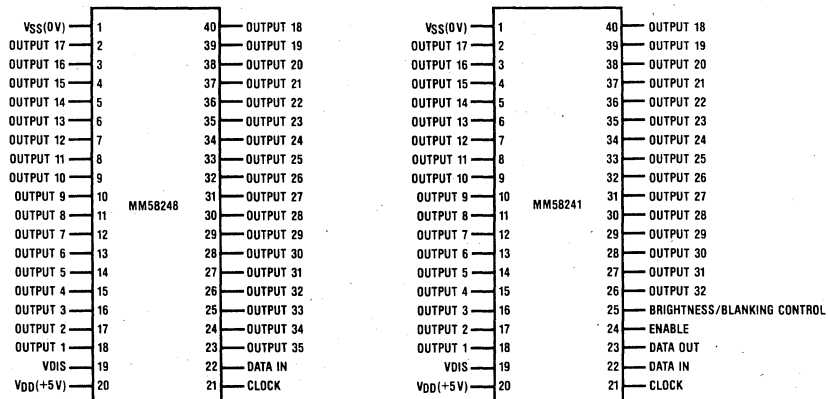 VSS(0V) 1 40 OUTPUT 18
OUTPUT 17 2 39 OUTPUT 19
OUTPUT 16 3 38 OUTPUT 20
OUTPUT 15 4 37 OUTPUT 21
OUTPUT 14 5 36 OUTPUT 22
OUTPUT 13 6 35 OUTPUT 23
OUTPUT 12 7 34 OUTPUT 24
OUTPUT 11 8 33 OUTPUT 25
OUTPUT 10 9 32 OUTPUT 26
OUTPUT 9 10 31 OUTPUT 27
MM58248
OUTPUT 8 11 30 OUTPUT 28
OUTPUT 7 12 29 OUTPUT 29
OUTPUT 6 13 28 OUTPUT 30
OUTPUT 5 14 27 OUTPUT 31
OUTPUT 4 15 26 OUTPUT 32
OUTPUT 3 16 25 OUTPUT 33
OUTPUT 2 17 24 OUTPUT 34
OUTPUT 1 18 23 OUTPUT 35
VDIS 19 22 DATA IN
VDD(+5V) 20 21 CLOCK
VSS(0V) 1 40 OUTPUT 18
OUTPUT 17 2 39 OUTPUT 19
OUTPUT 16 3 38 OUTPUT 20
OUTPUT 15 4 37 OUTPUT 21
OUTPUT 14 5 36 OUTPUT 22
OUTPUT 13 6 35 OUTPUT 23
OUTPUT 12 7 34 OUTPUT 24
OUTPUT 11 8 33 OUTPUT 25
OUTPUT 10 9 32 OUTPUT 26
OUTPUT 9 10 31 OUTPUT 27
MM58241
OUTPUT 8 11 30 OUTPUT 28
OUTPUT 7 12 29 OUTPUT 29
OUTPUT 6 13 28 OUTPUT 30
OUTPUT 5 14 27 OUTPUT 31
OUTPUT 4 15 26 OUTPUT 32
OUTPUT 3 16 25 BRIGHTNESS/BLANKING CONTROL
OUTPUT 2 17 24 ENABLE
OUTPUT 1 18 23 DATA OUT
VDIS 19 22 DATA IN
VDD(+5V) 20 21 CLOCK